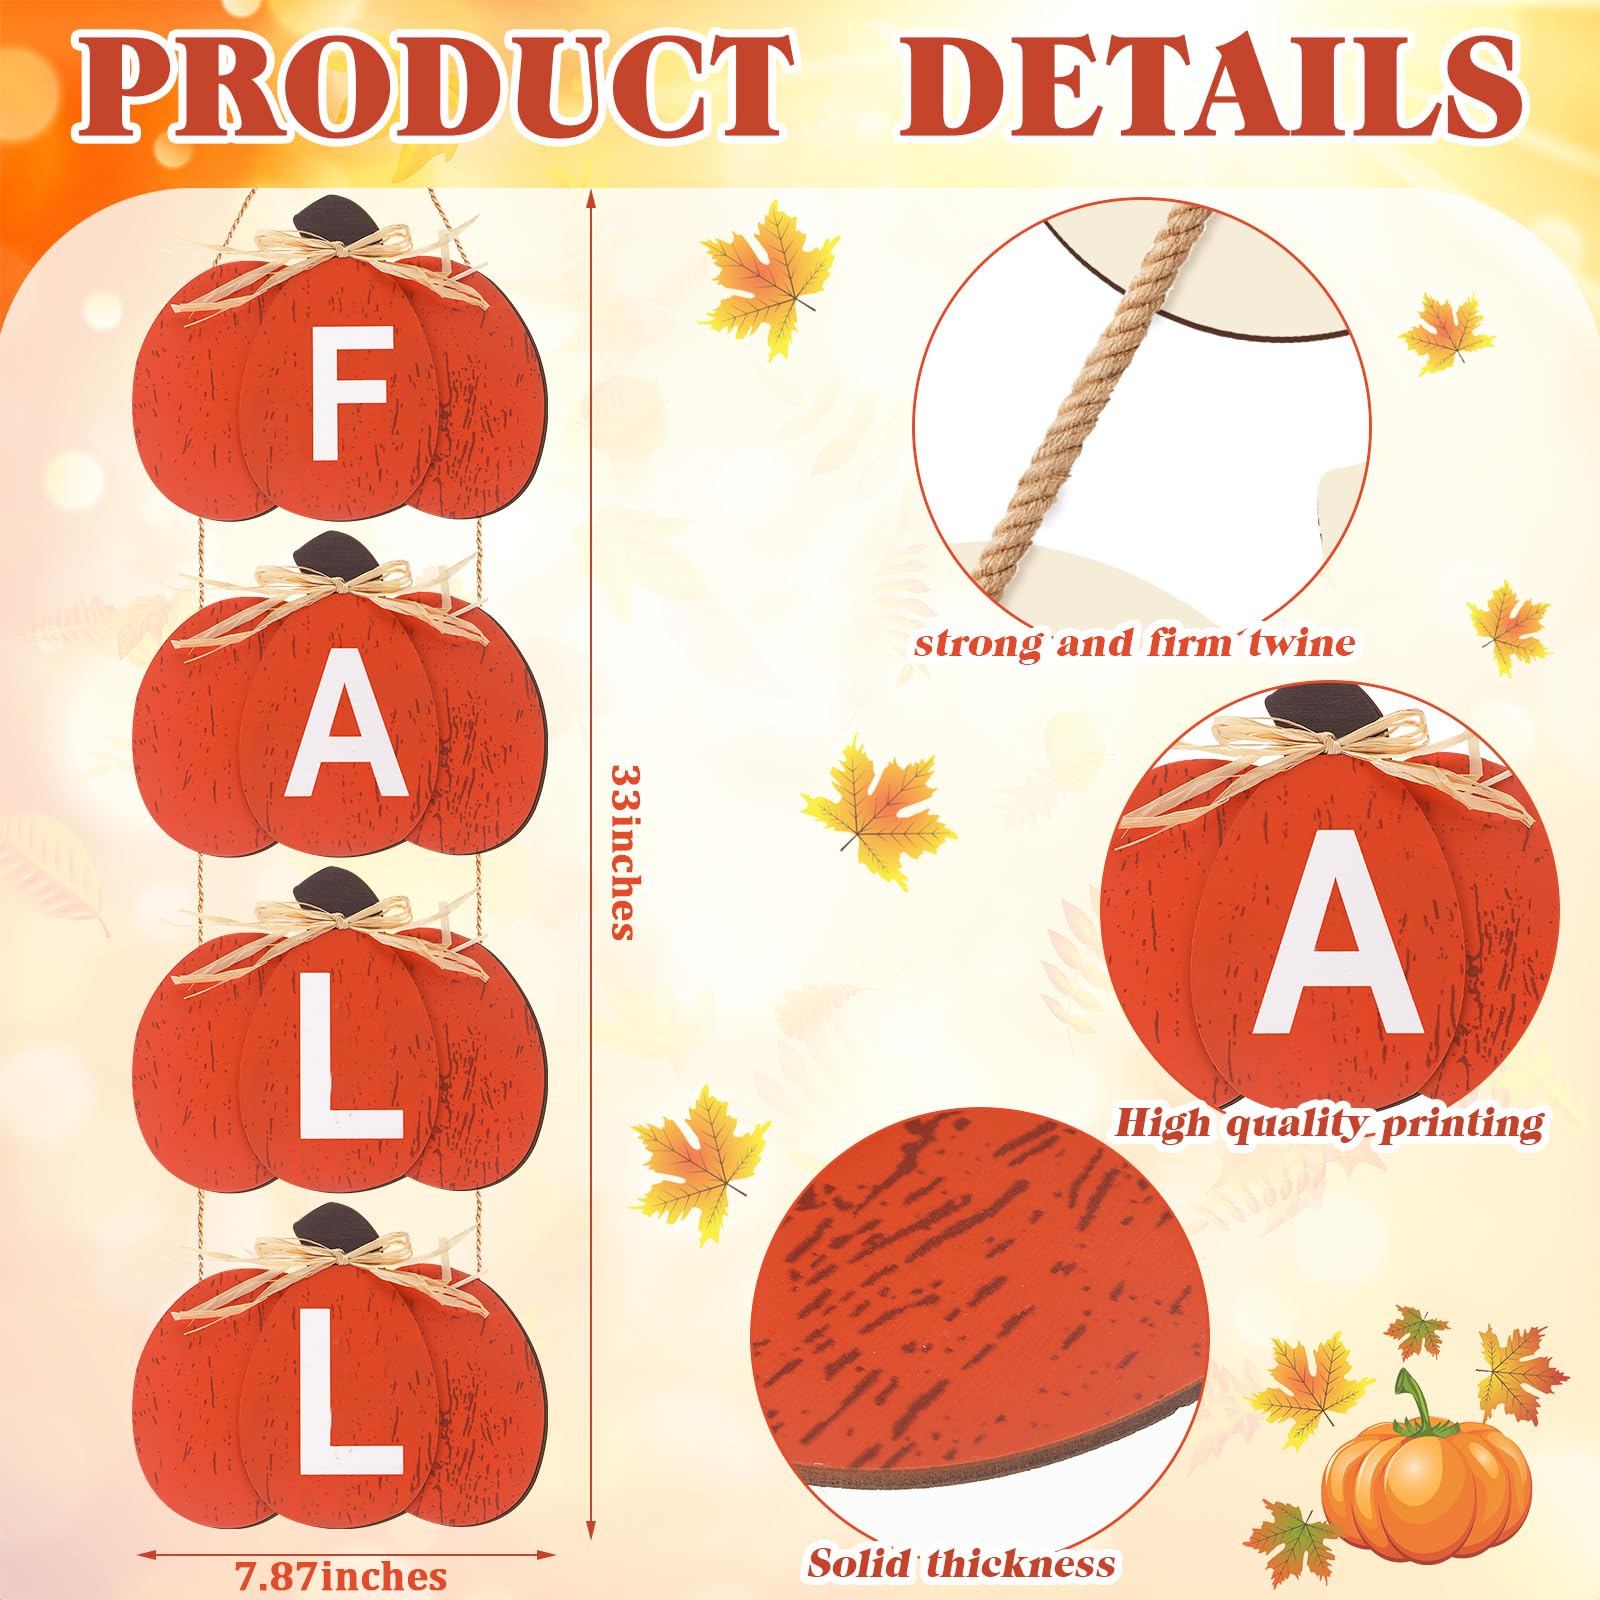 PRODUCT DETAILS
F
A
L
L
33inches
7.87inches
strong and firm twine
A
High quality printing
Solid thickness